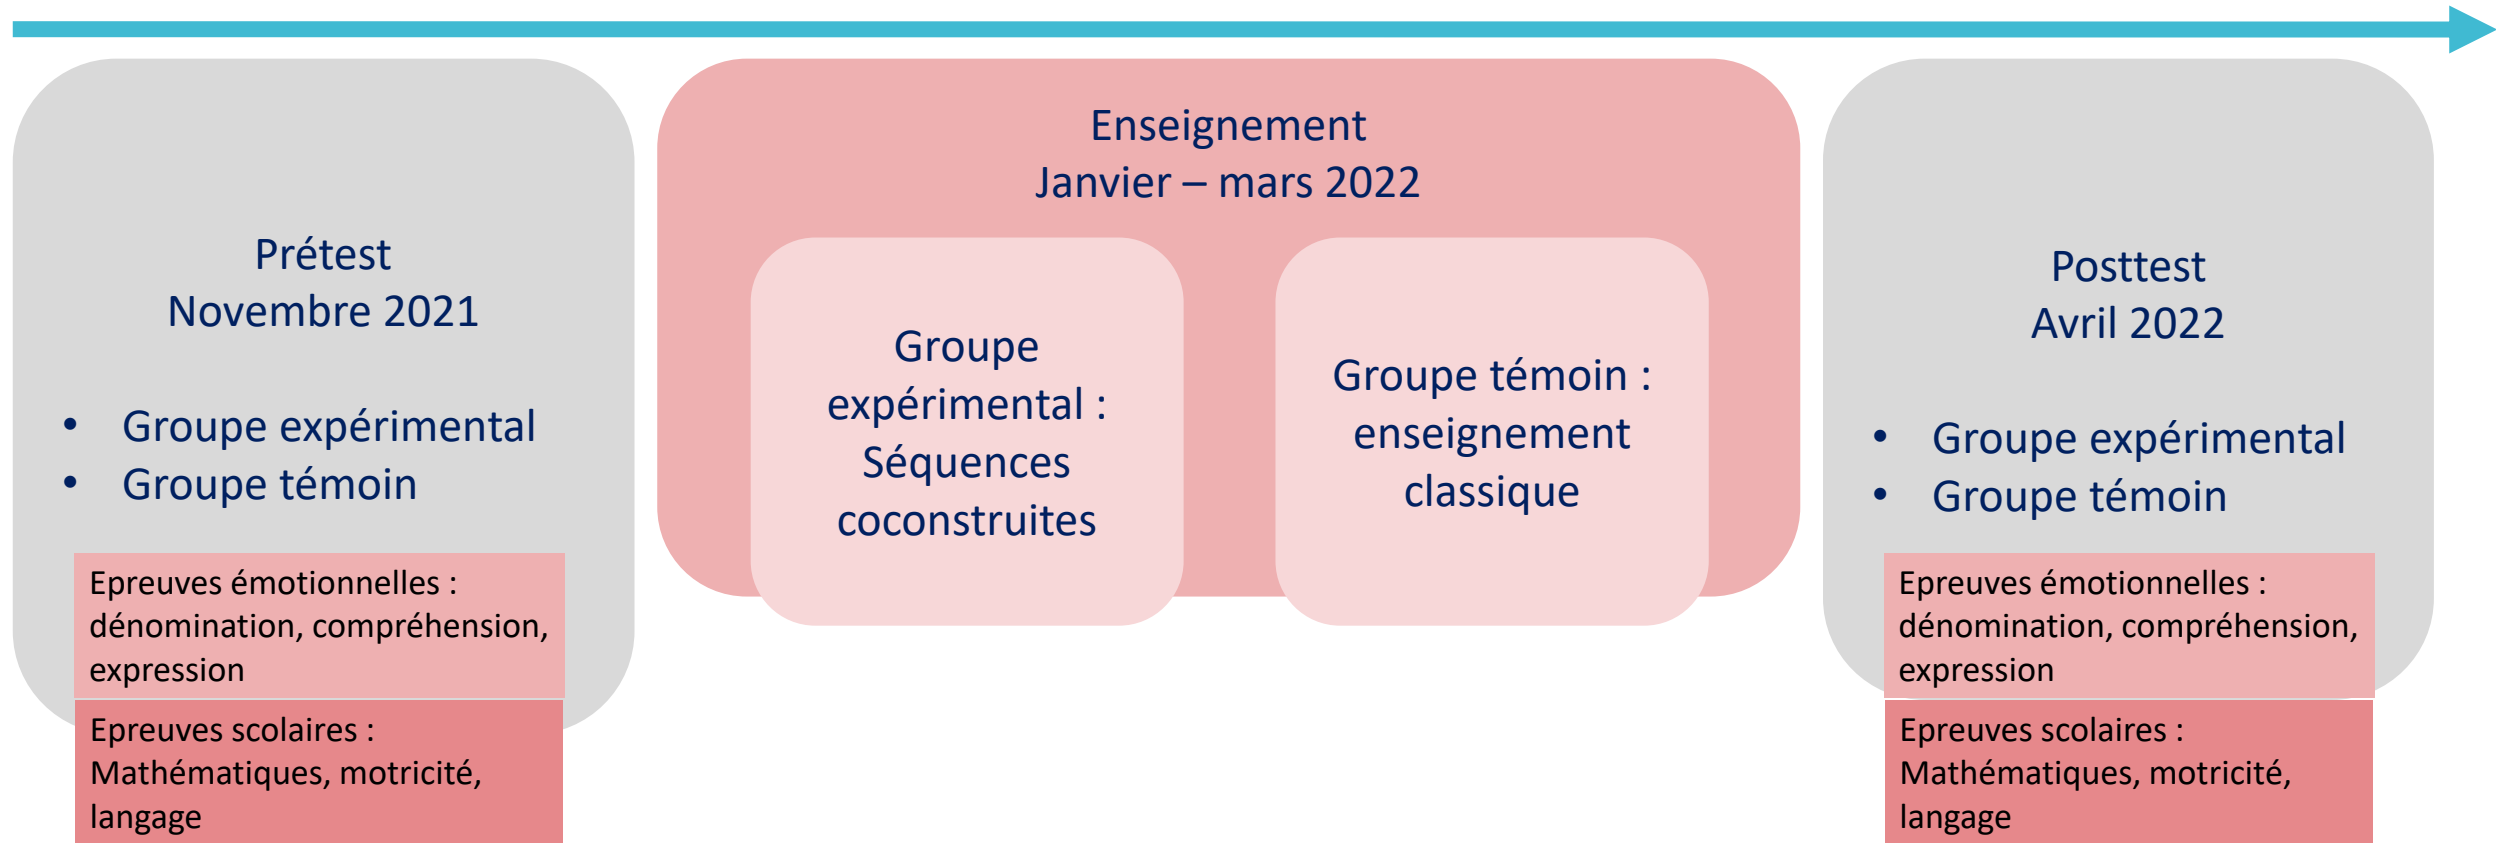 Prétest
Novembre 2021
• Groupe expérimental
• Groupe témoin
Epreuves émotionnelles :
dénomination, compréhension,
expression
Epreuves scolaires :
Mathématiques, motricité,
langage
Enseignement
Janvier – mars 2022
Groupe
expérimental :
Séquences
coconstruites
Groupe témoin :
enseignement
classique
Posttest
Avril 2022
• Groupe expérimental
• Groupe témoin
Epreuves émotionnelles :
dénomination, compréhension,
expression
Epreuves scolaires :
Mathématiques, motricité,
langage